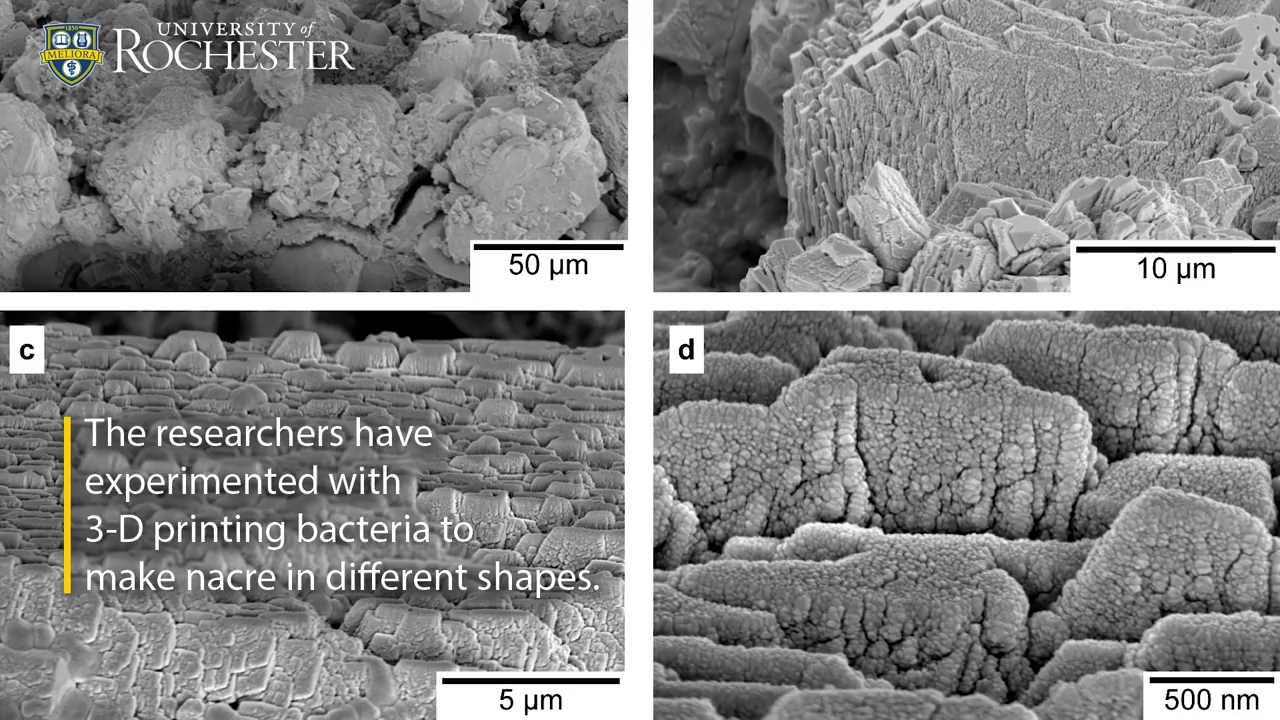 UNIVERSITY of
ROCHESTER
1850
MELIORA
50 µm
10 µm
c
d
The researchers have
experimented with
3-D printing bacteria to
make nacre in different shapes.
5 µm
500 nm